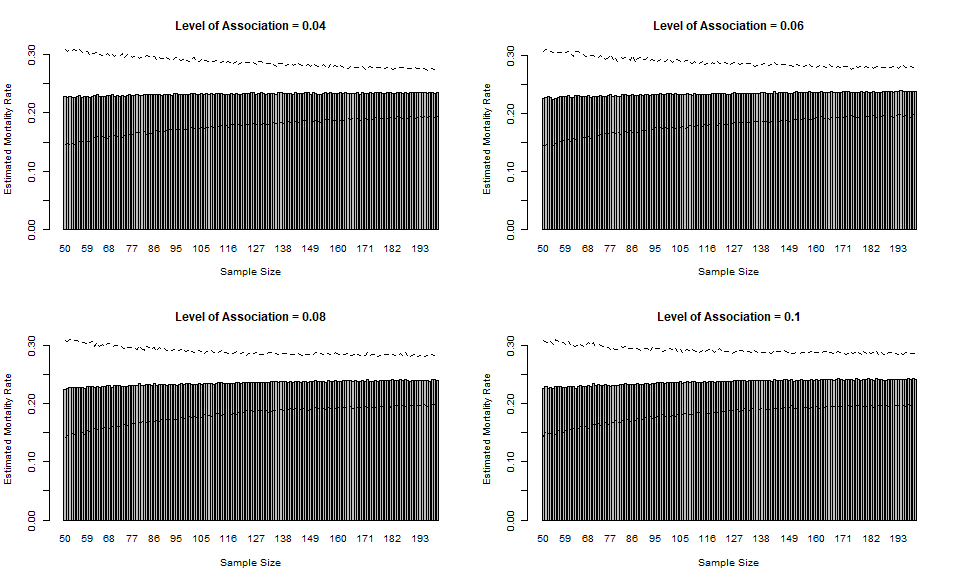 Level of Association = 0.04
Estimated Mortality Rate
0.30
0.20
0.10
0.00
50 59 68 77 86 95 105 116 127 138 149 160 171 182 193
Sample Size
Level of Association = 0.06
Estimated Mortality Rate
0.30
0.20
0.10
0.00
50 59 68 77 86 95 105 116 127 138 149 160 171 182 193
Sample Size
Level of Association = 0.08
Estimated Mortality Rate
0.30
0.20
0.10
0.00
50 59 68 77 86 95 105 116 127 138 149 160 171 182 193
Sample Size
Level of Association = 0.1
Estimated Mortality Rate
0.30
0.20
0.10
0.00
50 59 68 77 86 95 105 116 127 138 149 160 171 182 193
Sample Size